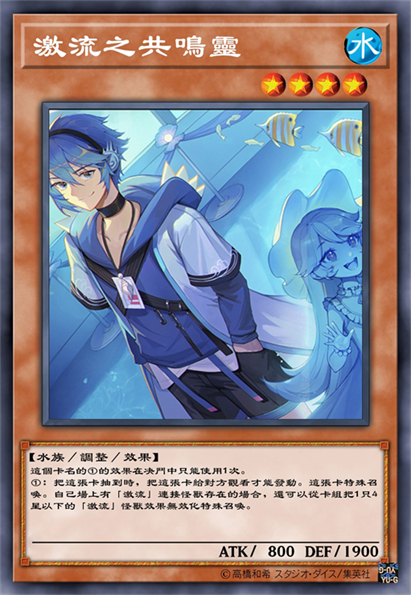 激流之共鳴靈
水
【水族／調整／效果】
這個卡名的①的效果在決鬥中只能使用1次。
①：把這張卡抽到時，把這張卡給對方觀看才能發動。這張卡特殊召
喚。自己場上有「激流」連接怪獸存在的場合，還可以從卡組把1只4
星以下的「激流」怪獸效果無效化特殊召喚。
ATK/ 800 DEF/1900
©高橋和希 スタジオ・ダイス/集英社